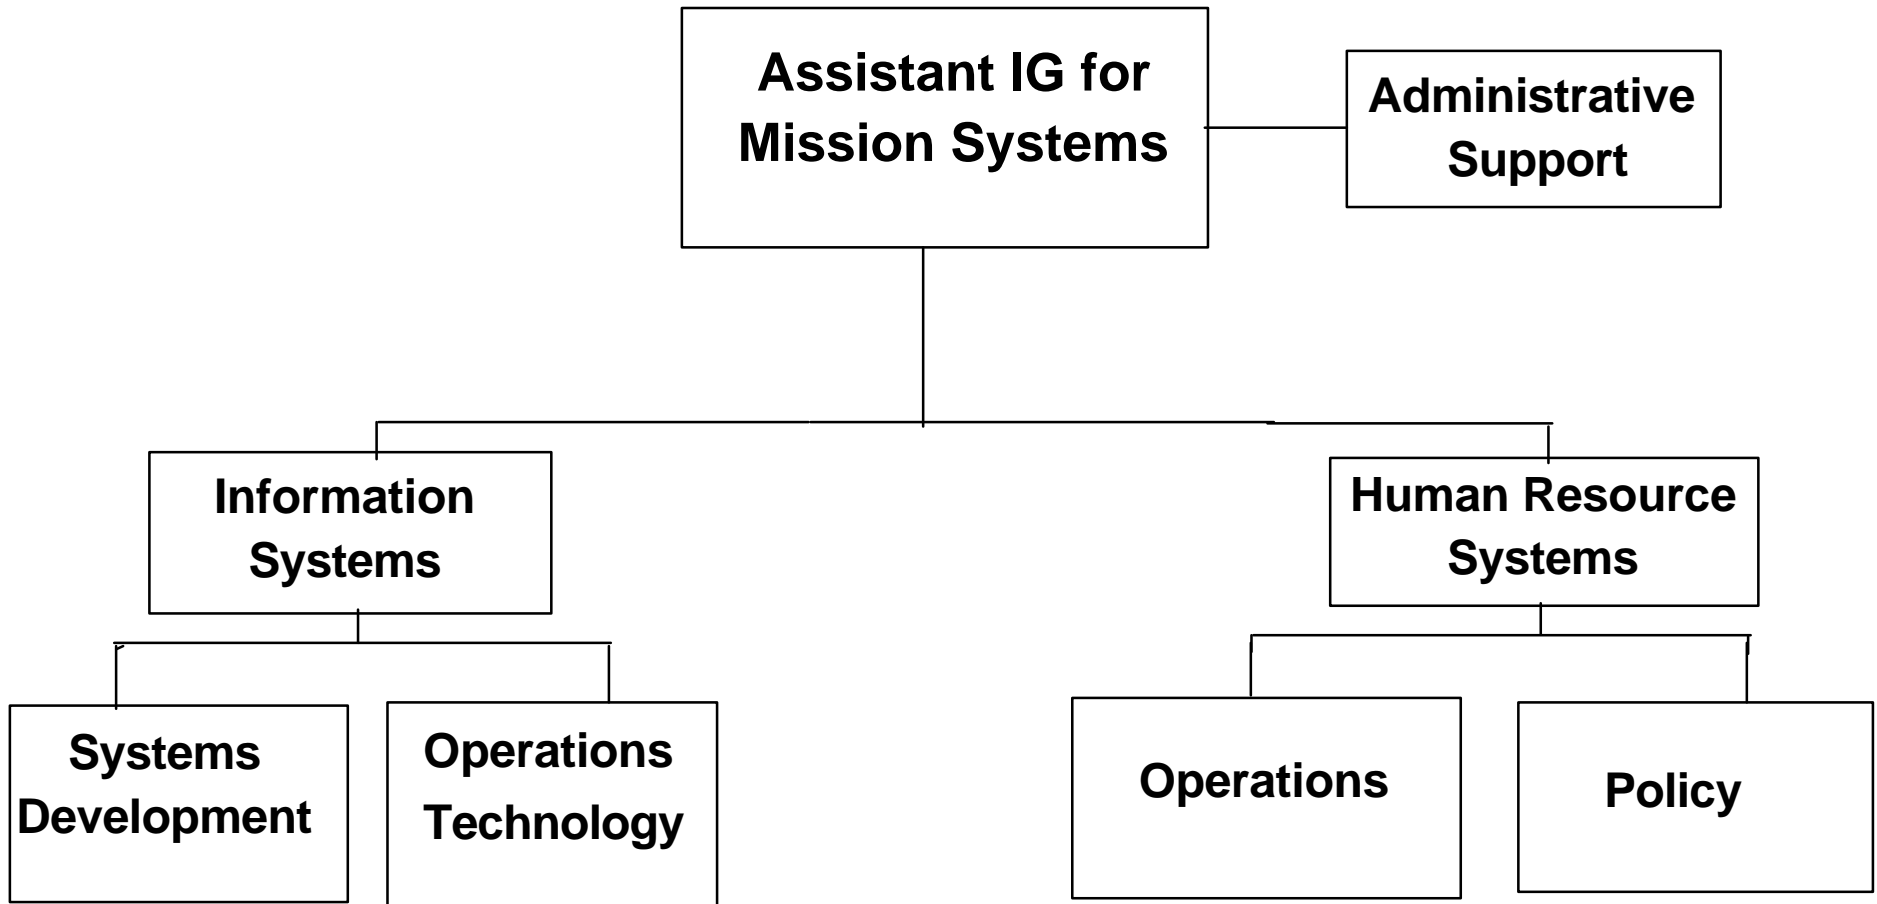 Assistant IG for
Mission Systems
Administrative
Support
Information
Systems
Human Resource
Systems
Systems
Development
Operations
Technology
Operations
Policy